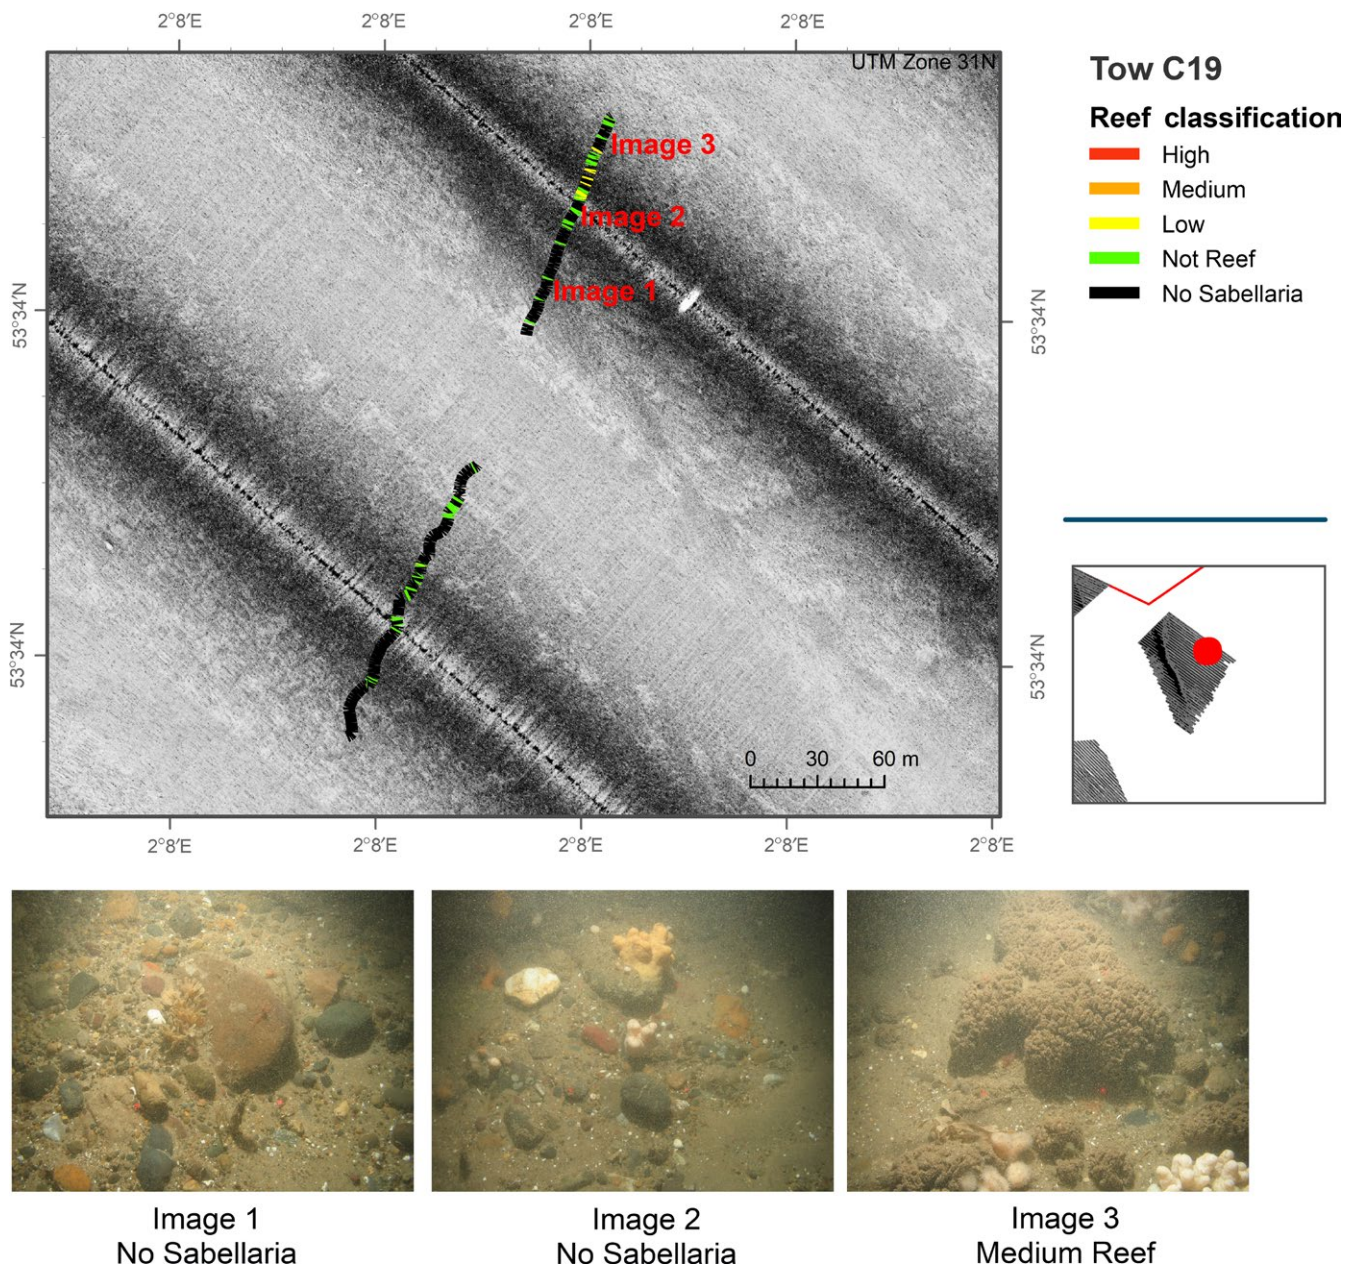 2°8'E 2°8'E 2°8'E 2°8'E
UTM Zone 31N
Tow C19
Reef classification
High
Medium
Low
Not Reef
No Sabellaria
Image 3
Image 2
Image 1
53°34'N
53°34'N
53°34'N
53°34'N
0 30 60 m
2°8'E 2°8'E 2°8'E 2°8'E 2°8'E
Image 1
No Sabellaria
Image 2
No Sabellaria
Image 3
Medium Reef